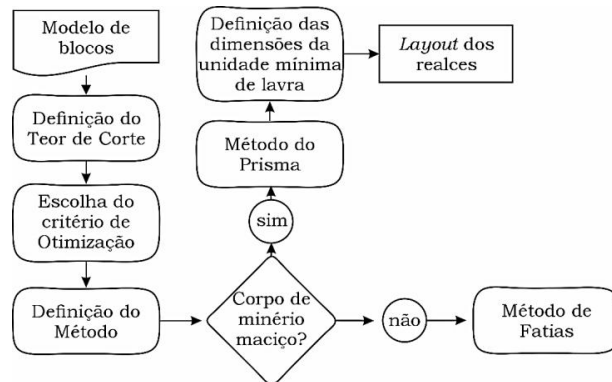 Modelo de
blocos
Definição do
Teor de Corte
Escolha do
critério de
Otimização
Definição do
Método
Corpo de
minério
maciço?
sim
Método do
Prisma
Definição das
dimensões da
unidade mínima
de lavra
Layout dos
realces
não
Método de
Fatias